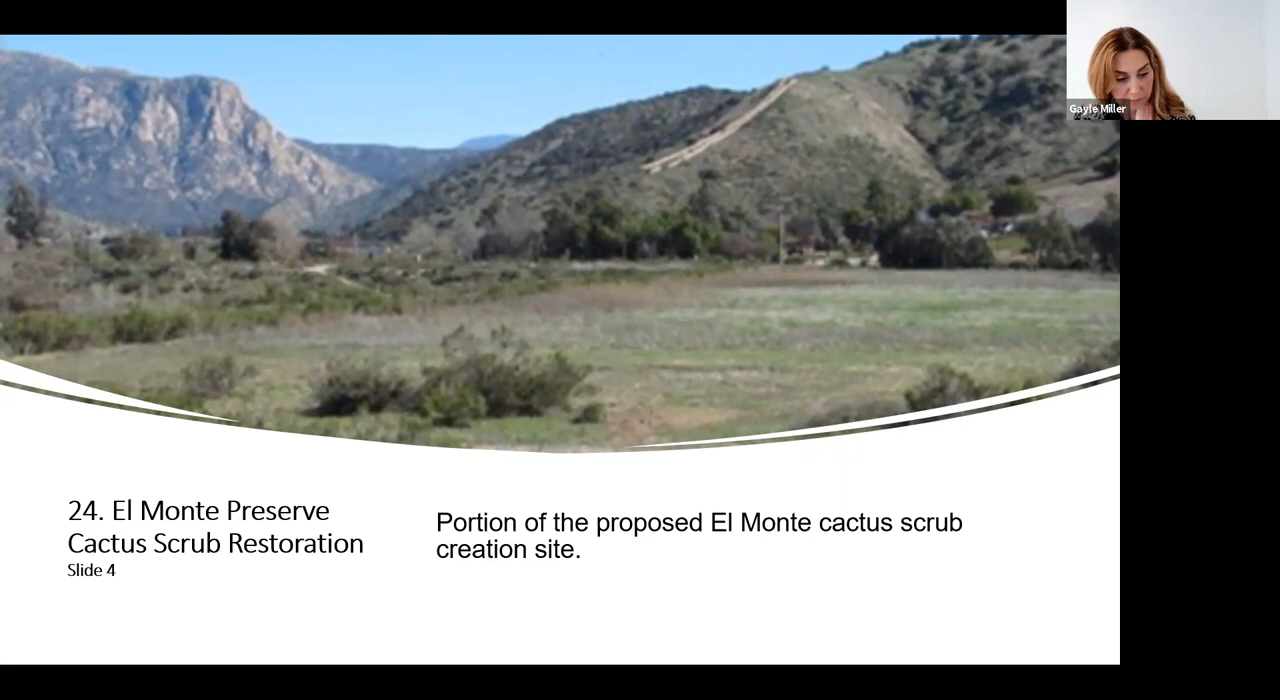 Gayle Miller
24. El Monte Preserve
Cactus Scrub Restoration
Slide 4
Portion of the proposed El Monte cactus scrub
creation site.